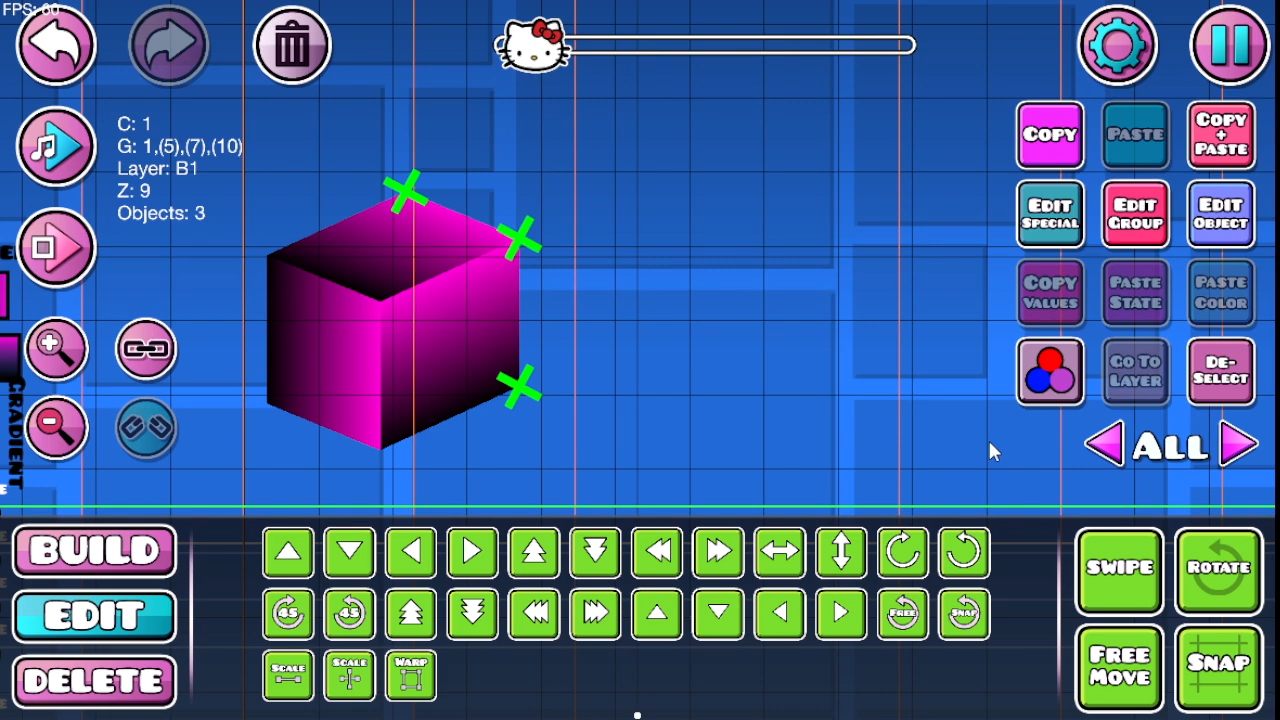 FPS: 60
C: 1
G: 1,(5),(7),(10)
Layer: B1
Z: 9
Objects: 3
COPY
PASTE
COPY
+
PASTE
EDIT
SPECIAL
EDIT
GROUP
EDIT
OBJECT
COPY
VALUES
PASTE
STATE
PASTE
COLOR
GO TO
LAYER
DE-
SELECT
ALL
GRADIENT
BUILD
EDIT
DELETE
45
45
FREE
SNAP
SCALE
SCALE
WARP
SWIPE
ROTATE
FREE
MOVE
SNAP